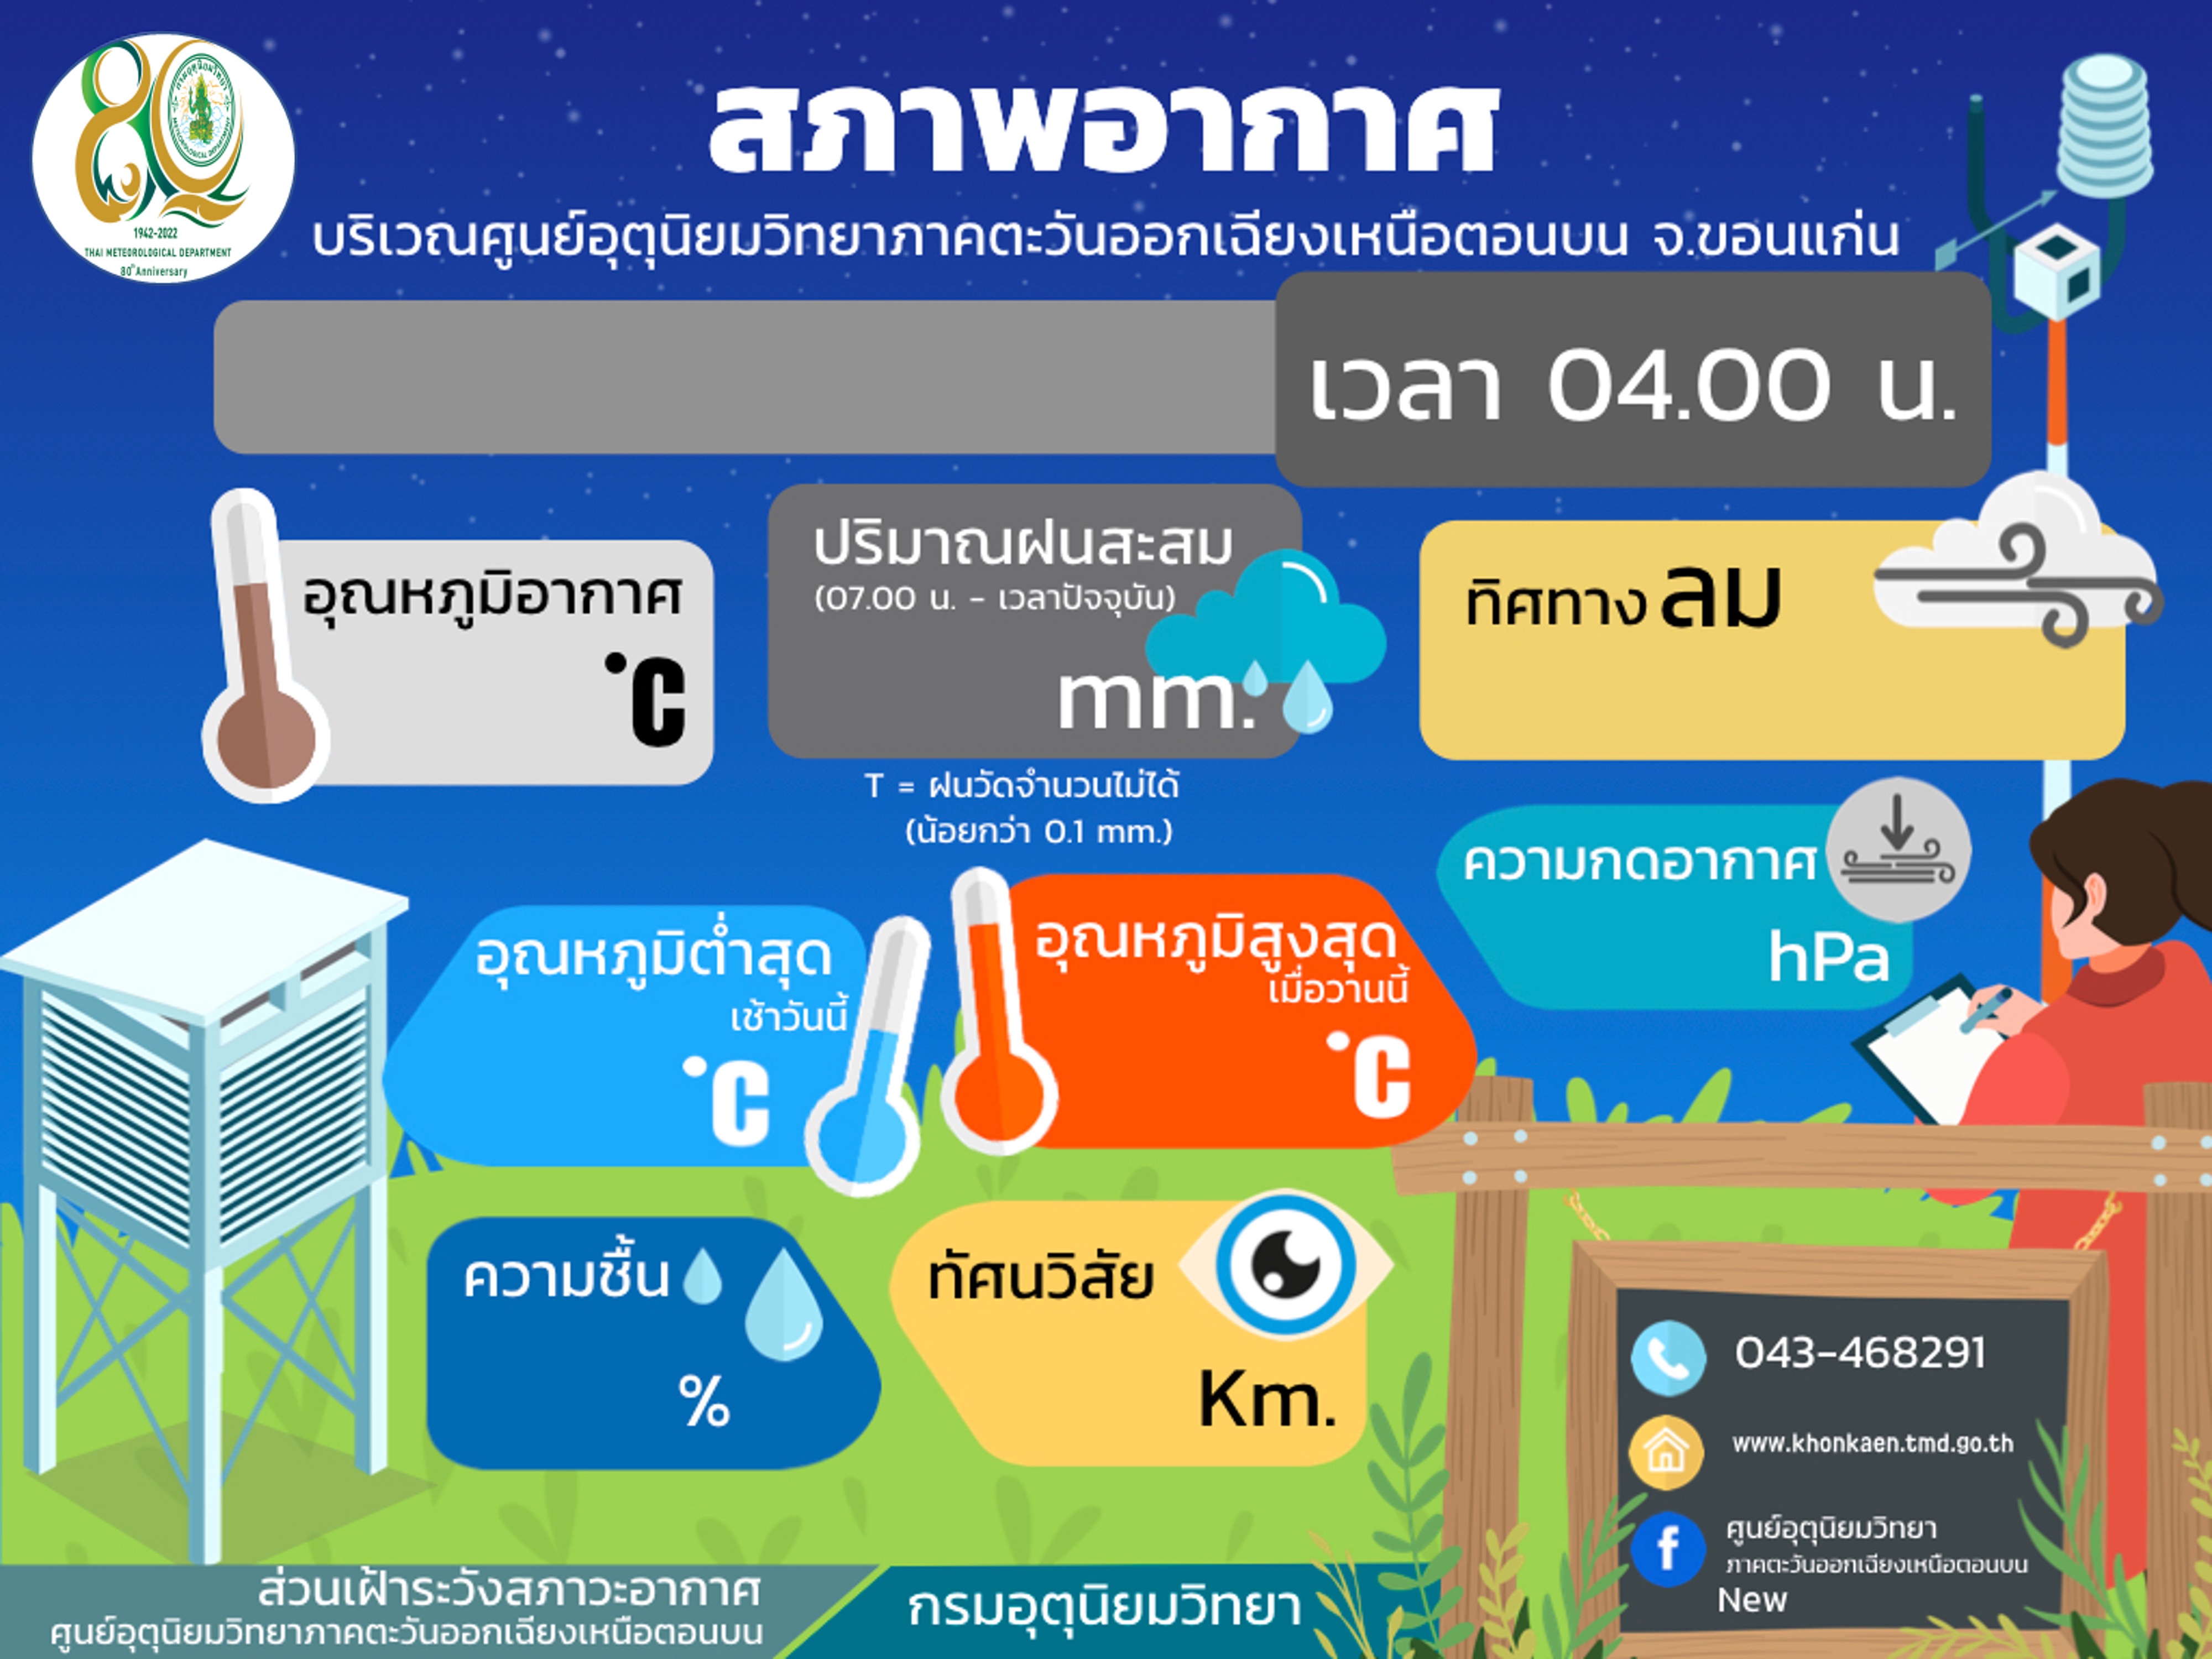 1942-2022
THAI METEOROLOGICAL DEPARTMENT
80th Anniversary
สภาพอากาศ
บริเวณศูนย์อุตุนิยมวิทยาภาคตะวันออกเฉียงเหนือตอนบน จ.ขอนแก่น
เวลา 04.00 น.
อุณหภูมิอากาศ
°C
ปริมาณฝนสะสม
(07.00 น. - เวลาปัจจุบัน)
mm.
T = ฝนวัดจำนวนไม่ได้
(น้อยกว่า 0.1 mm.)
ทิศทาง ลม
ความกดอากาศ
hPa
อุณหภูมิต่ำสุด
เช้าวันนี้
°C
อุณหภูมิสูงสุด
เมื่อวานนี้
°C
ความชื้น
%
ทัศนวิสัย
Km.
043-468291
www.khonkaen.tmd.go.th
ศูนย์อุตุนิยมวิทยา
ภาคตะวันออกเฉียงเหนือตอนบน
New
ส่วนเฝ้าระวังสภาวะอากาศ
ศูนย์อุตุนิยมวิทยาภาคตะวันออกเฉียงเหนือตอนบน
กรมอุตุนิยมวิทยา